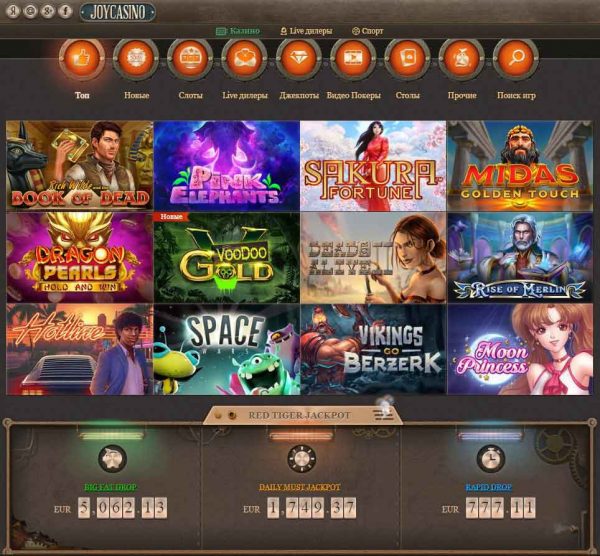 JOYCASINO
Казино Live дилеры Спорт
Топ Новые Слоты Live дилеры Джекпоты Видео Покеры Столы Прочие Поиск игр
Rich Wilde
BOOK OF DEAD
PINK ELEPHANTS
SAKURA FORTUNE
MIDAS GOLDEN TOUCH
DRAGON PEARLS
HOLD AND WIN
Новые
VOODOO GOLD
DEAD OR ALIVE II
RISE OF MERLIN
Hotline
SPACE WARS
VIKINGS GO BERZERK
Moon Princess
RED TIGER JACKPOT
BIG FAT DROP
EUR 5,062.13
DAILY MUST JACKPOT
EUR 1,749.37
RAPID DROP
EUR 777.11